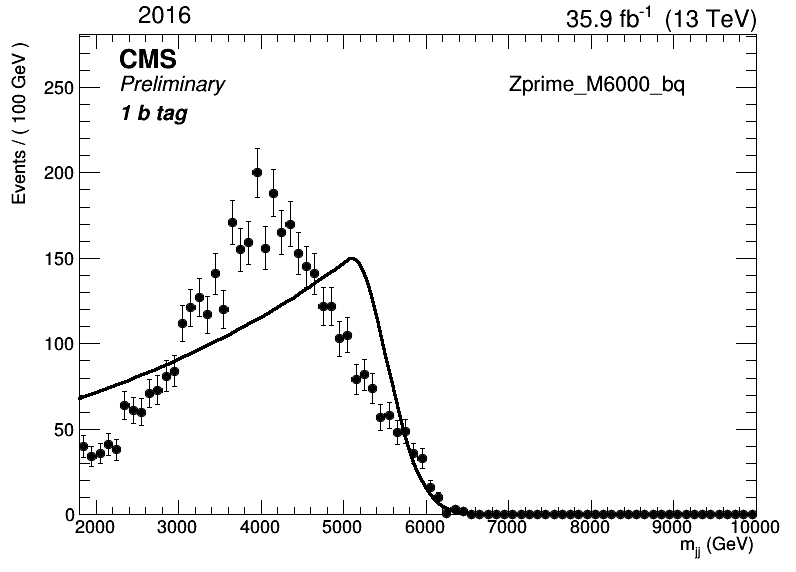 2016
35.9 fb-1 (13 TeV)
CMS
Preliminary
1 b tag
Zprime_M6000_bq
Events / ( 100 GeV )
250
200
150
100
50
0
2000 3000 4000 5000 6000 7000 8000 9000 10000
mjj (GeV)